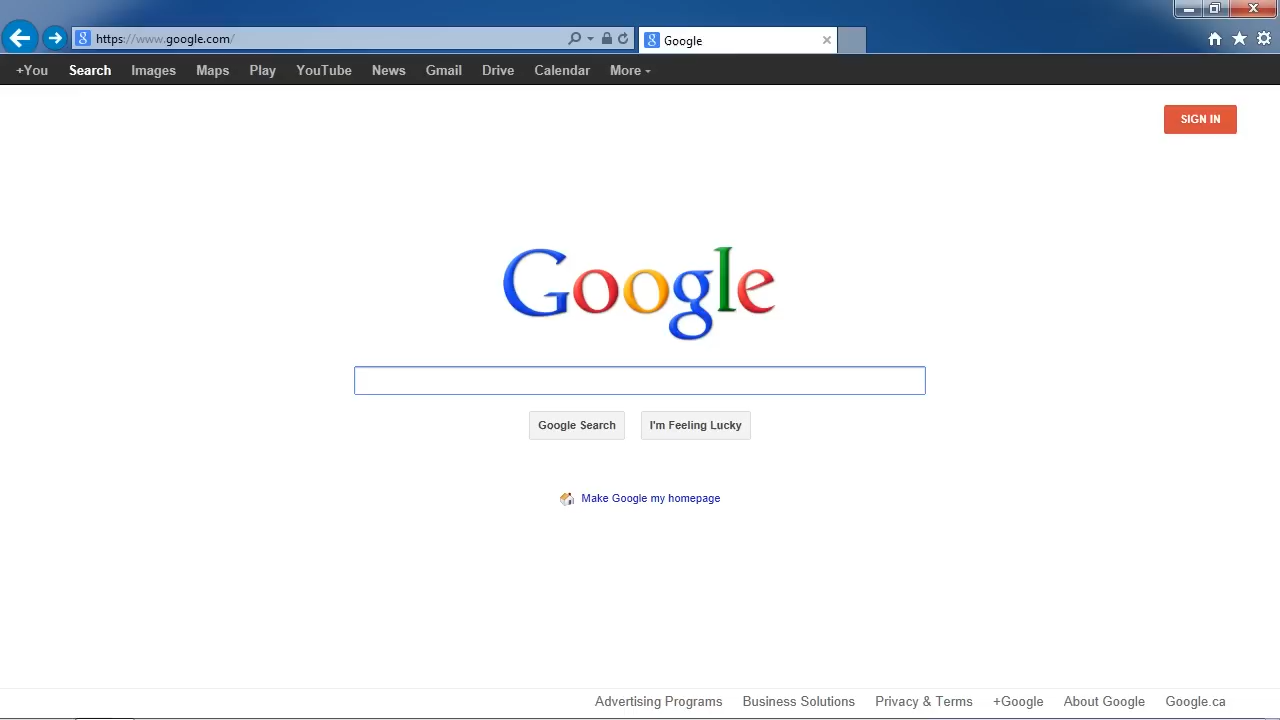 https://www.google.com/
Google
+You Search Images Maps Play YouTube News Gmail Drive Calendar More
SIGN IN
Google
Google Search I'm Feeling Lucky
Make Google my homepage
Advertising Programs Business Solutions Privacy & Terms +Google About Google Google.ca